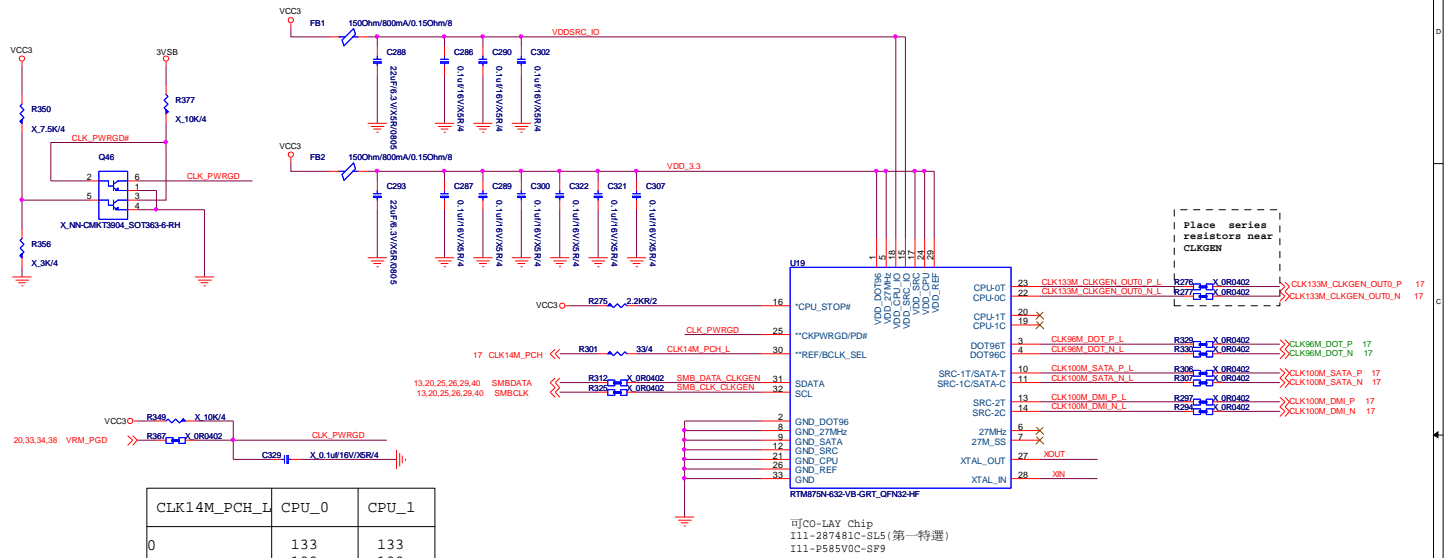 VCC3
FB1
150Ohm/800mA/0.15Ohm/8
VDDSRC_IO
C288
22uF/6.3V/X5R/0805
C286
0.1uf/16V/X5R/4
C290
0.1uf/16V/X5R/4
C302
0.1uf/16V/X5R/4
VCC3
3VSB
R350
X_7.5K/4
R377
X_10K/4
CLK_PWRGD#
Q46
2
6
CLK_PWRGD
1
5
3
4
X_NN-CMKT3904_SOT363-6-RH
R356
X_3K/4
VCC3
FB2
150Ohm/800mA/0.15Ohm/8
VDD_3.3
C293
22uF/6.3V/X5R/0805
C287
0.1uf/16V/X5R/4
C289
0.1uf/16V/X5R/4
C300
0.1uf/16V/X5R/4
C322
0.1uf/16V/X5R/4
C321
0.1uf/16V/X5R/4
C307
0.1uf/16V/X5R/4
Place series
resistors near
CLKGEN
U19
1 VDD_DOT96
5 VDD_27MHz
18 VDD_CPU_IO
15 VDD_SRC_IO
17 VDD_SRC
24 VDD_CPU
29 VDD_REF
VCC3 R275 2.2KR/2 16 *CPU_STOP#
CLK_PWRGD 25 **CKPWRGD/PD#
17 CLK14M_PCH R301 33/4 CLK14M_PCH_L 30 **REF/BCLK_SEL
13,20,25,26,29,40 SMBDATA R312 X_0R0402 SMB_DATA_CLKGEN 31 SDATA
13,20,25,26,29,40 SMBCLK R325 X_0R0402 SMB_CLK_CLKGEN 32 SCL
2 GND_DOT96
8 GND_27MHz
9 GND_SATA
12 GND_SRC
21 GND_CPU
26 GND_REF
33 GND
CPU-0T 23 CLK133M_CLKGEN_OUT0_P_L R276 X_0R0402 CLK133M_CLKGEN_OUT0_P 17
CPU-0C 22 CLK133M_CLKGEN_OUT0_N_L R277 X_0R0402 CLK133M_CLKGEN_OUT0_N 17
CPU-1T 20
CPU-1C 19
DOT96T 3 CLK96M_DOT_P_L R329 X_0R0402 CLK96M_DOT_P 17
DOT96C 4 CLK96M_DOT_N_L R330 X_0R0402 CLK96M_DOT_N 17
SRC-1T/SATA-T 10 CLK100M_SATA_P_L R306 X_0R0402 CLK100M_SATA_P 17
SRC-1C/SATA-C 11 CLK100M_SATA_N_L R307 X_0R0402 CLK100M_SATA_N 17
SRC-2T 13 CLK100M_DMI_P_L R297 X_0R0402 CLK100M_DMI_P 17
SRC-2C 14 CLK100M_DMI_N_L R294 X_0R0402 CLK100M_DMI_N 17
27MHz 6
27M_SS 7
XTAL_OUT 27 XOUT
XTAL_IN 28 XIN
RTM875N-632-VB-GRT_QFN32-HF
可CO-LAY Chip
I11-287481C-SL5(第一特選)
I11-P585V0C-SF9
VCC3 R349 X_10K/4
20,33,34,38 VRM_PGD R367 X_0R0402 CLK_PWRGD
C329 X_0.1uf/16V/X5R/4
CLK14M_PCH_L CPU_0 CPU_1
0 133 133
D
C